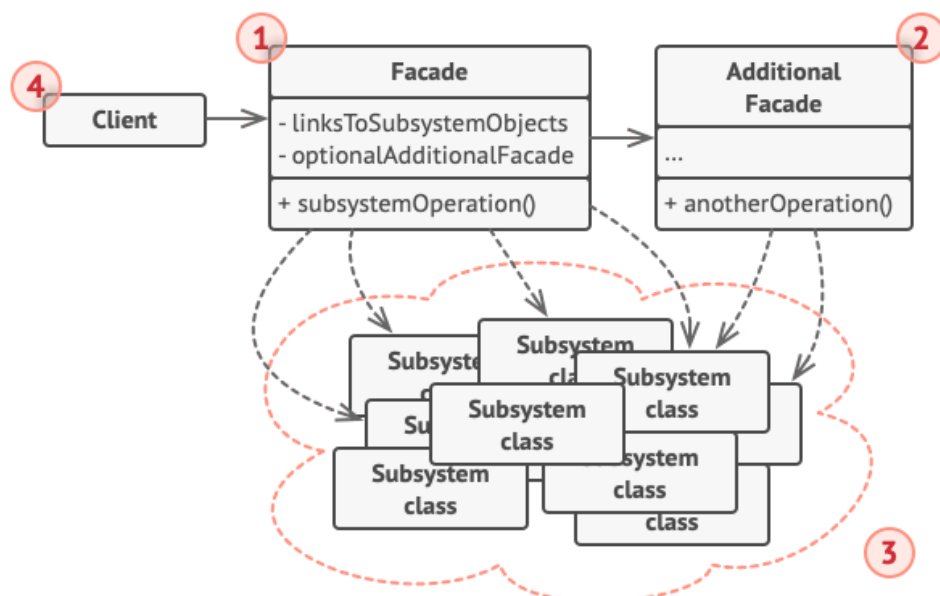 1
2
4
Facade
Additional
Facade
Client
- linksToSubsystemObjects
- optionalAdditionalFacade
...
+ subsystemOperation()
+ anotherOperation()
Subsystem
class
Subsystem
class
Subsystem
class
Subsystem
class
Subsystem
class
Subsystem
class
class
3